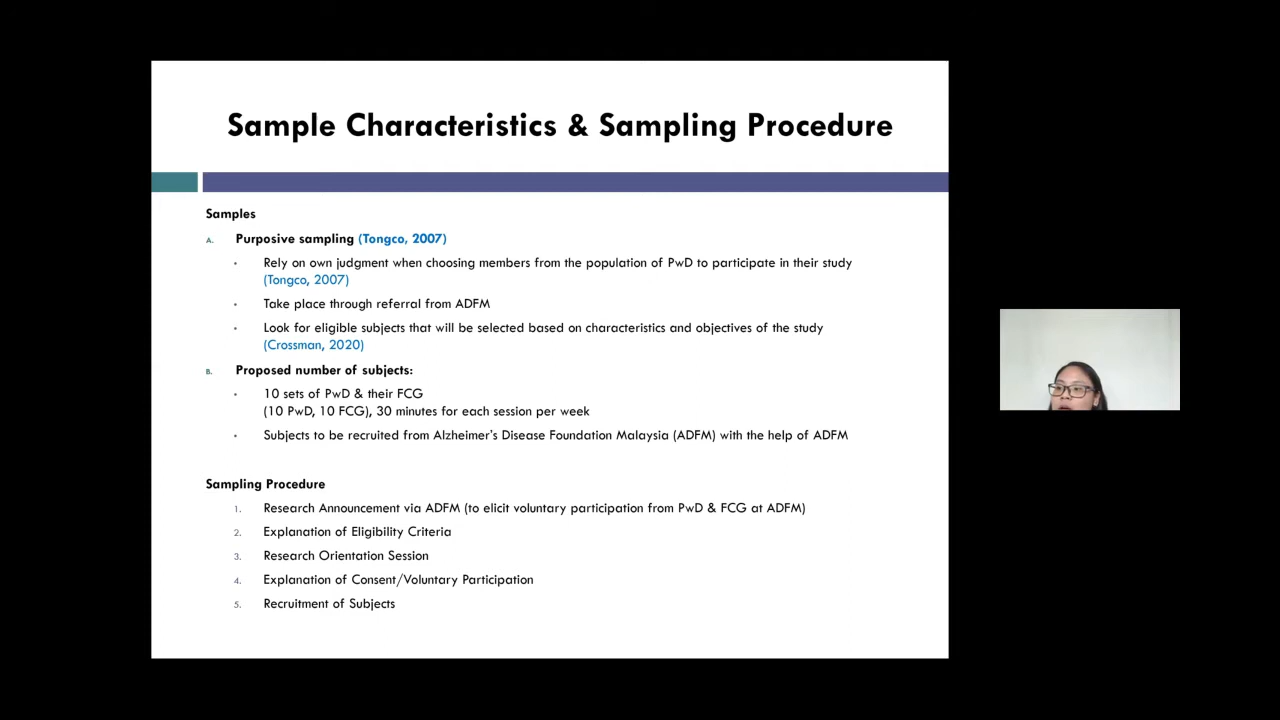 Sample Characteristics & Sampling Procedure
Samples
A. Purposive sampling (Tongco, 2007)
• Rely on own judgment when choosing members from the population of PwD to participate in their study
(Tongco, 2007)
• Take place through referral from ADFM
• Look for eligible subjects that will be selected based on characteristics and objectives of the study
(Crossman, 2020)
B. Proposed number of subjects:
• 10 sets of PwD & their FCG
(10 PwD, 10 FCG), 30 minutes for each session per week
• Subjects to be recruited from Alzheimer's Disease Foundation Malaysia (ADFM) with the help of ADFM
Sampling Procedure
1. Research Announcement via ADFM (to elicit voluntary participation from PwD & FCG at ADFM)
2. Explanation of Eligibility Criteria
3. Research Orientation Session
4. Explanation of Consent/Voluntary Participation
5. Recruitment of Subjects